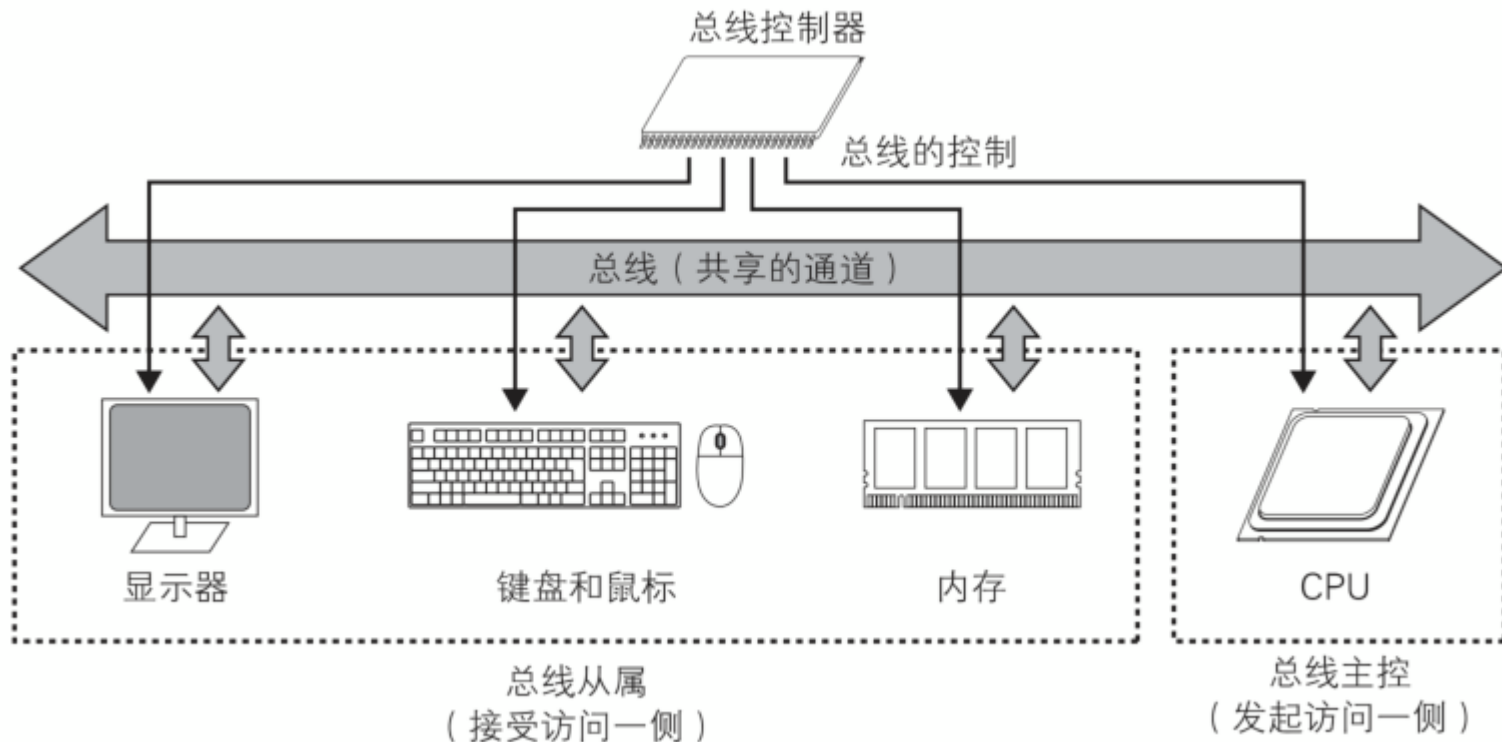 总线控制器
总线的控制
总线（共享的通道）
显示器
键盘和鼠标
内存
CPU
总线从属
（接受访问一侧）
总线主控
（发起访问一侧）